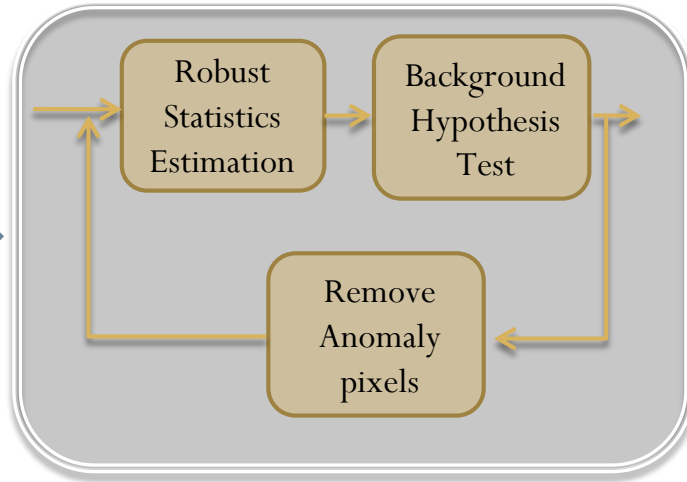 Robust
Statistics
Estimation
Background
Hypothesis
Test
Remove
Anomaly
pixels